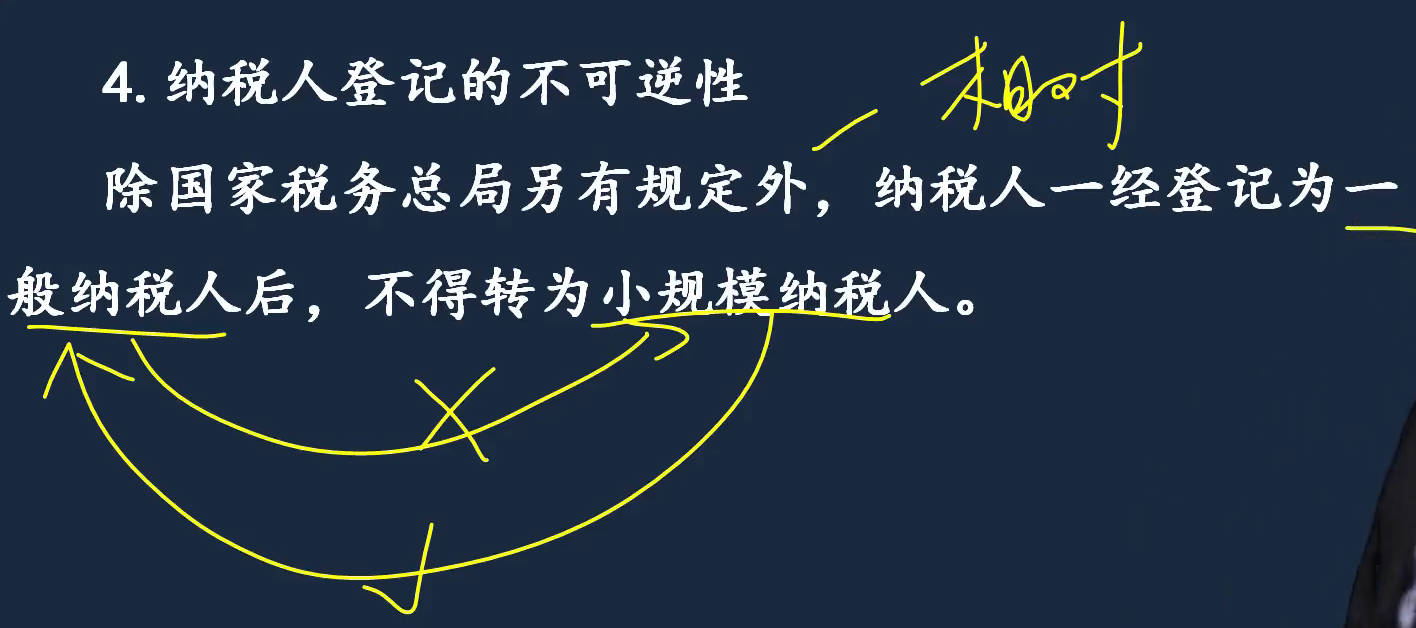 4. 纳税人登记的不可逆性
相对
除国家税务总局另有规定外，纳税人一经登记为一
般纳税人后，不得转为小规模纳税人。